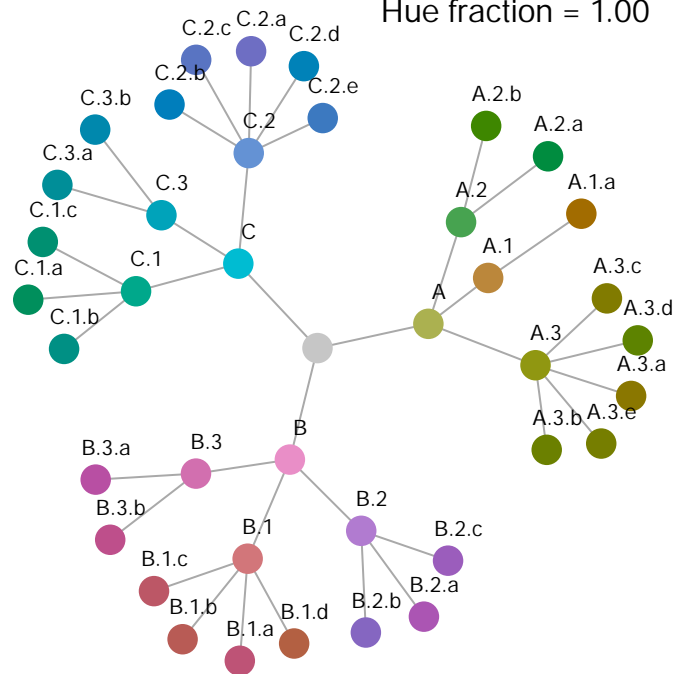 Hue fraction = 1.00
C.2.c
C.2.a
C.2.d
C.2.b
C.2.e
C.3.b
C.2
A.2.b
A.2.a
C.3.a
C.3
A.2
A.1.a
C.1.c
C
A.1
C.1.a
C.1
A.3.c
A
A.3.d
C.1.b
A.3
A.3.a
A.3.b
A.3.e
B
B.3.a
B.3
B.3.b
B.2
B.1
B.2.c
B.1.c
B.2.a
B.1.b
B.2.b
B.1.d
B.1.a